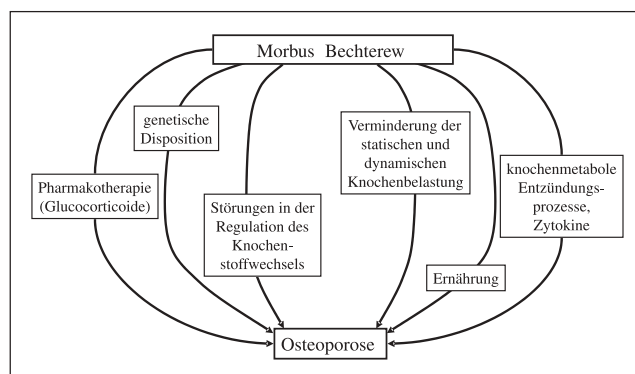 Morbus Bechterew
genetische
Disposition
Verminderung der
statischen und
dynamischen
Knochenbelastung
knochenmetabole
Entzündungs-
prozesse,
Zytokine
Pharmakotherapie
(Glucocorticoide)
Störungen in der
Regulation des
Knochen-
stoffwechsels
Ernährung
Osteoporose